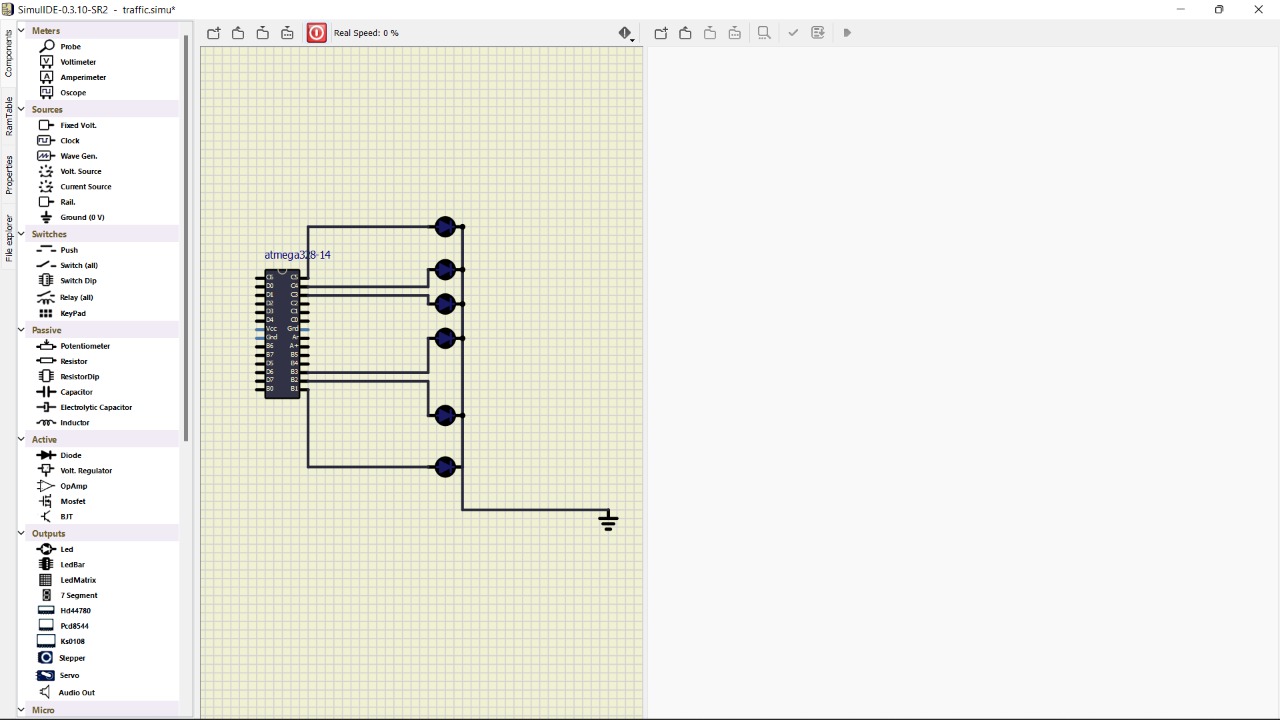 SimulIDE-0.3.10-SR2 - traffic.simu*
Components
RamTable
Properties
File explorer
Meters
Probe
Voltimeter
Amperimeter
Oscope
Sources
Fixed Volt.
Clock
Wave Gen.
Volt. Source
Current Source
Rail.
Ground (0 V)
Switches
Push
Switch (all)
Switch Dip
Relay (all)
KeyPad
Passive
Potentiometer
Resistor
ResistorDip
Capacitor
Electrolytic Capacitor
Inductor
Active
Diode
Volt. Regulator
OpAmp
Mosfet
BJT
Outputs
Led
LedBar
LedMatrix
7 Segment
Hd44780
Pcd8544
Ks0108
Stepper
Servo
Audio Out
Micro
Real Speed: 0 %
atmega328-14
C6 C5
D0 C4
D1 C3
D2 C2
D3 C1
D4 C0
Vcc Grd
Gnd Ar
B6 A+
B7 B5
D5 B4
D6 B3
D7 B2
B0 B1